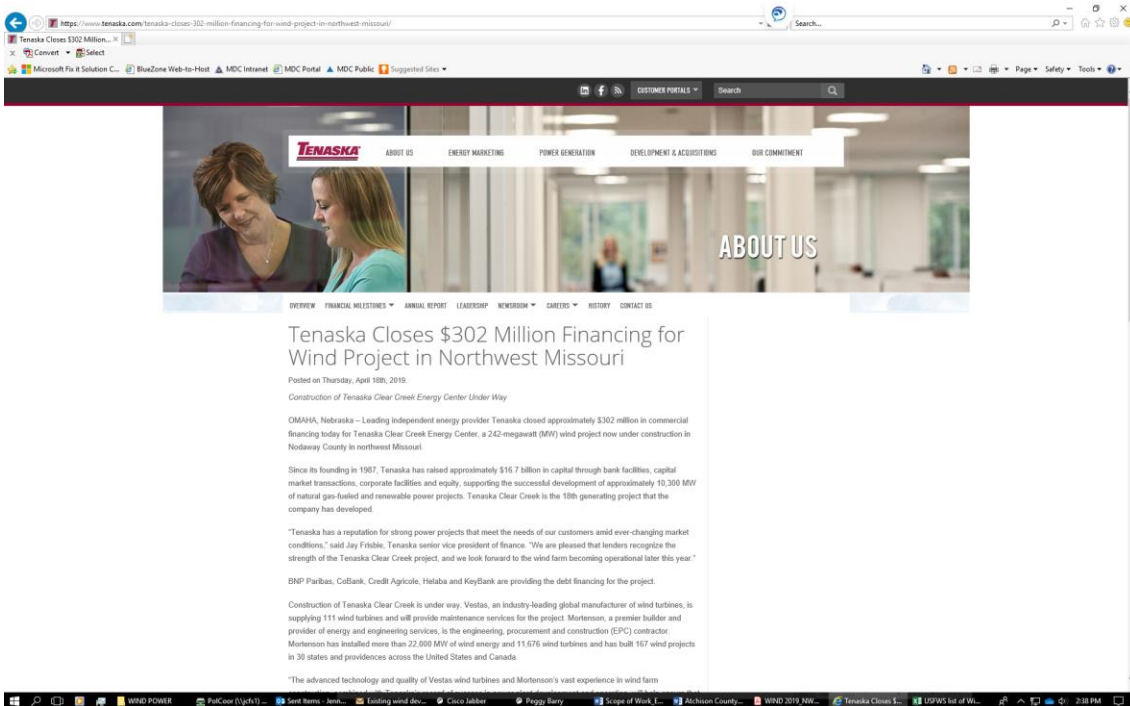 https://www.tenaska.com/tenaska-closes-302-million-financing-for-wind-project-in-northwest-missouri/
Search...
Tenaska Closes $302 Million...
Convert Select
Microsoft Fix it Solution C... BlueZone Web-to-Host MDC Intranet MDC Portal MDC Public Suggested Sites Page Safety Tools
CUSTOMER PORTALS Search
TENASKA ABOUT US ENERGY MARKETING POWER GENERATION DEVELOPMENT & ACQUISITIONS OUR COMMITMENT
ABOUT US
OVERVIEW FINANCIAL MILESTONES ANNUAL REPORT LEADERSHIP NEWSROOM CAREERS HISTORY CONTACT US
Tenaska Closes $302 Million Financing for
Wind Project in Northwest Missouri
Posted on Thursday, April 18th, 2019.
Construction of Tenaska Clear Creek Energy Center Under Way
OMAHA, Nebraska – Leading independent energy provider Tenaska closed approximately $302 million in commercial
financing today for Tenaska Clear Creek Energy Center, a 242-megawatt (MW) wind project now under construction in
Nodaway County in northwest Missouri.
Since its founding in 1987, Tenaska has raised approximately $16.7 billion in capital through bank facilities, capital
market transactions, corporate facilities and equity, supporting the successful development of approximately 10,300 MW
of natural gas-fueled and renewable power projects. Tenaska Clear Creek is the 18th generating project that the
company has developed.
"Tenaska has a reputation for strong power projects that meet the needs of our customers amid ever-changing market
conditions," said Jay Frisbie, Tenaska senior vice president of finance. "We are pleased that lenders recognize the
strength of the Tenaska Clear Creek project, and we look forward to the wind farm becoming operational later this year."
BNP Paribas, CoBank, Credit Agricole, Helaba and KeyBank are providing the debt financing for the project.
Construction of Tenaska Clear Creek is under way. Vestas, an industry-leading global manufacturer of wind turbines, is
supplying 111 wind turbines and will provide maintenance services for the project. Mortenson, a premier builder and
provider of energy and engineering services, is the engineering, procurement and construction (EPC) contractor.
Mortenson has installed more than 22,000 MW of wind energy and 11,676 wind turbines and has built 167 wind projects
in 30 states and providences across the United States and Canada.
"The advanced technology and quality of Vestas wind turbines and Mortenson's vast experience in wind farm
WIND POWER PolCoor (\\jcfs1) ... Sent Items - Jenn... Existing wind dev... Cisco Jabber Peggy Barry Scope of Work_E... Atchison County... WIND 2019_NW... Tenaska Closes $... USFWS list of Wi... 2:38 PM